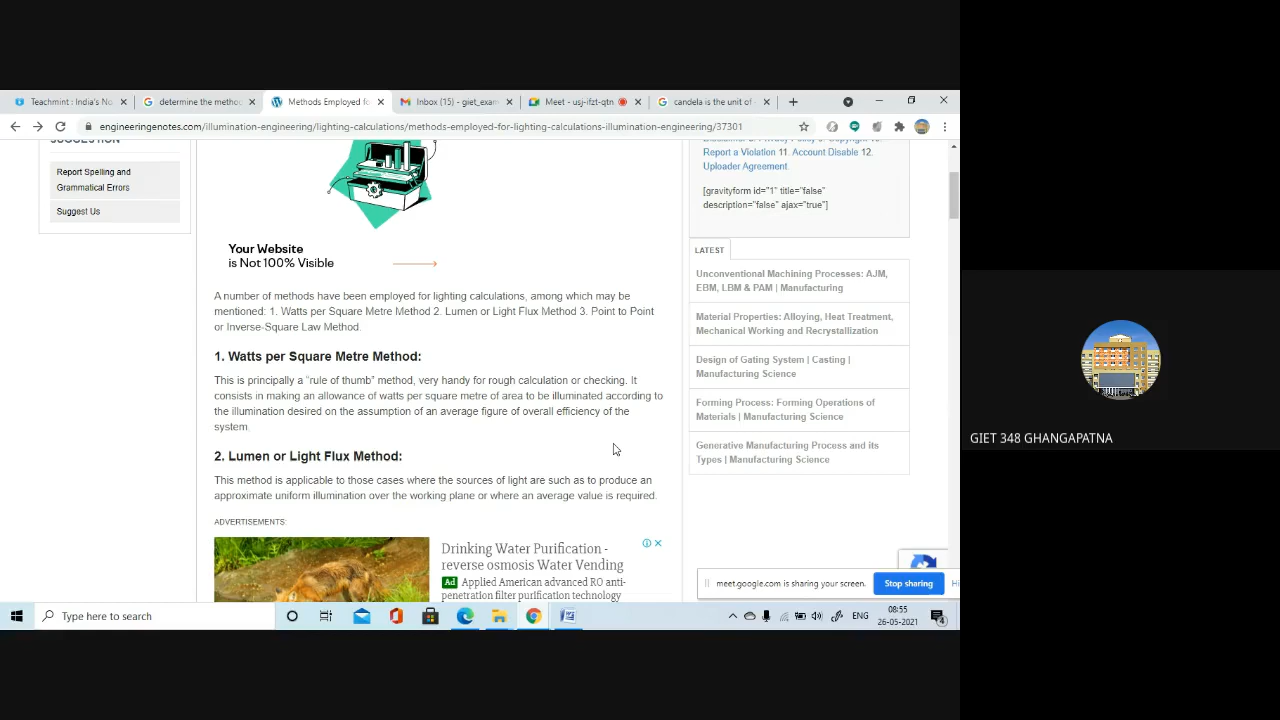 Teachmint : India's No
determine the metho
Methods Employed fo
Inbox (15) - giet_exa
Meet - usj-ifzt-qtn
candela is the unit of
engineeringnotes.com/illumination-engineering/lighting-calculations/methods-employed-for-lighting-calculations-illumination-engineering/37301
SUGGESTION
Report Spelling and
Grammatical Errors
Suggest Us
Your Website
is Not 100% Visible
A number of methods have been employed for lighting calculations, among which may be
mentioned: 1. Watts per Square Metre Method 2. Lumen or Light Flux Method 3. Point to Point
or Inverse-Square Law Method.
1. Watts per Square Metre Method:
This is principally a “rule of thumb” method, very handy for rough calculation or checking. It
consists in making an allowance of watts per square metre of area to be illuminated according to
the illumination desired on the assumption of an average figure of overall efficiency of the
system.
2. Lumen or Light Flux Method:
This method is applicable to those cases where the sources of light are such as to produce an
approximate uniform illumination over the working plane or where an average value is required.
ADVERTISEMENTS:
Drinking Water Purification -
reverse osmosis Water Vending
Ad Applied American advanced RO anti-
penetration filter purification technology
Report a Violation 11. Account Disable 12.
Uploader Agreement.
[gravityform id="1" title="false"
description="false" ajax="true"]
LATEST
Unconventional Machining Processes: AJM,
EBM, LBM & PAM | Manufacturing
Material Properties: Alloying, Heat Treatment,
Mechanical Working and Recrystallization
Design of Gating System | Casting |
Manufacturing Science
Forming Process: Forming Operations of
Materials | Manufacturing Science
Generative Manufacturing Process and its
Types | Manufacturing Science
meet.google.com is sharing your screen.
Stop sharing
Hi
Type here to search
ENG
08:55
26-05-2021
4
GIET 348 GHANGAPATNA